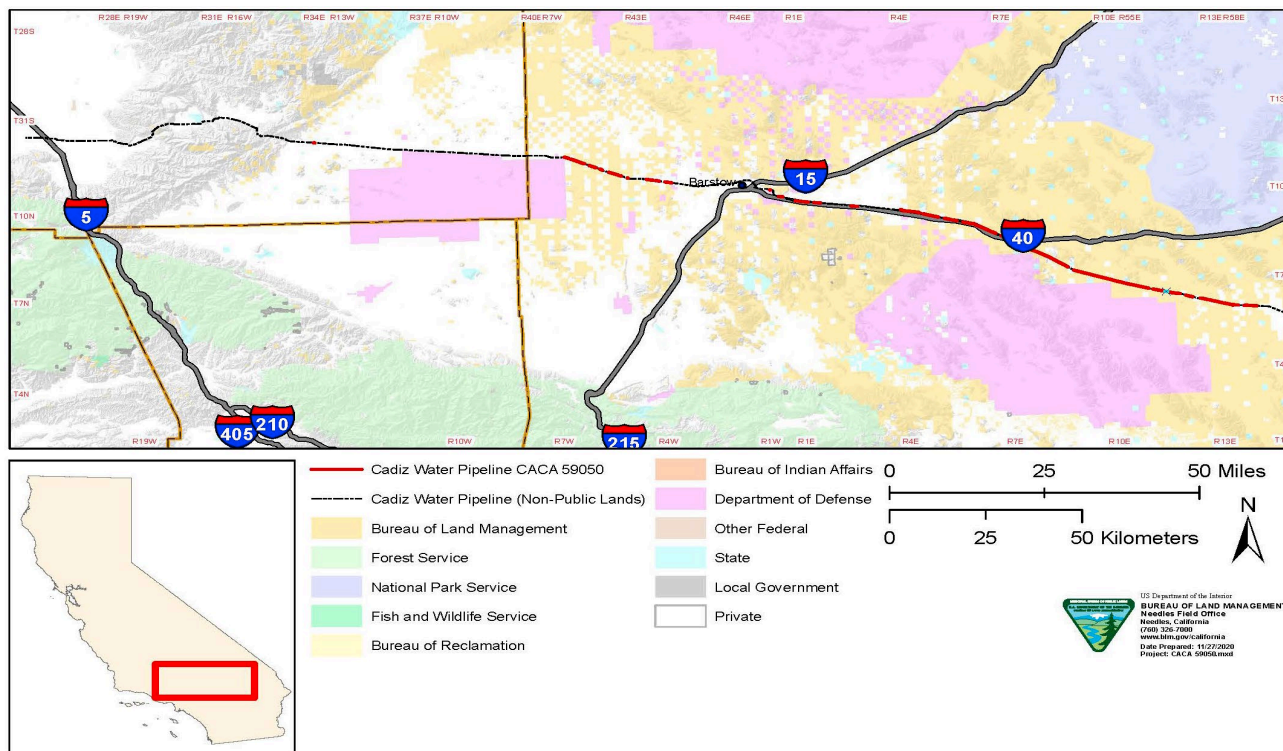 R28E R19W R31E R16W R34E R13W R37E R10W R40E R7W R43E R46E R1E R4E R7E R10E R55E R13E R58E
T28S
T13
T31S
Barstow
15
5
T10N
T10
40
T7N
T7
T4N
T4
405
210
215
R19W R10W R7W R4W R1W R1E R4E R7E R10E R13E T1
Cadiz Water Pipeline CACA 59050
Cadiz Water Pipeline (Non-Public Lands)
Bureau of Land Management
Forest Service
National Park Service
Fish and Wildlife Service
Bureau of Reclamation
Bureau of Indian Affairs
Department of Defense
Other Federal
State
Local Government
Private
0 25 50 Miles
0 25 50 Kilometers
N
US Department of the Interior
BUREAU OF LAND MANAGEMENT
Needles Field Office
Needles, California
(760) 326-7000
www.blm.gov/california
Date Prepared: 11/27/2020
Project: CACA 59050.mxd